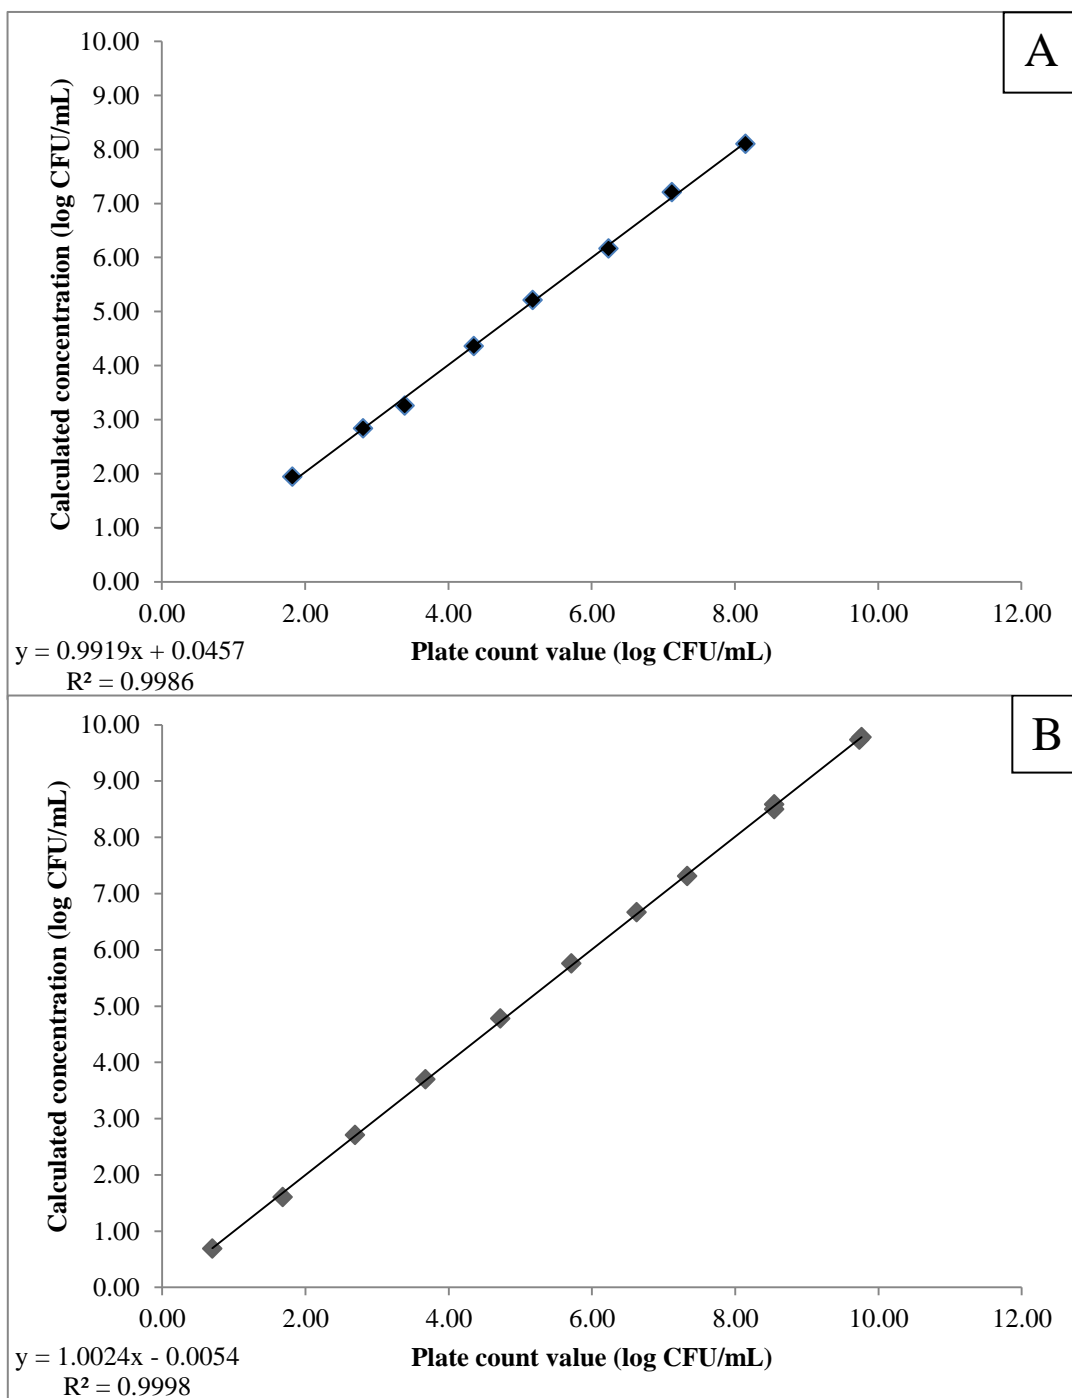 A
10.00
9.00
8.00
7.00
6.00
5.00
4.00
3.00
2.00
1.00
0.00
Calculated concentration (log CFU/mL)
0.00 2.00 4.00 6.00 8.00 10.00 12.00
Plate count value (log CFU/mL)
y = 0.9919x + 0.0457
R² = 0.9986
B
10.00
9.00
8.00
7.00
6.00
5.00
4.00
3.00
2.00
1.00
0.00
Calculated concentration (log CFU/mL)
0.00 2.00 4.00 6.00 8.00 10.00 12.00
Plate count value (log CFU/mL)
y = 1.0024x - 0.0054
R² = 0.9998